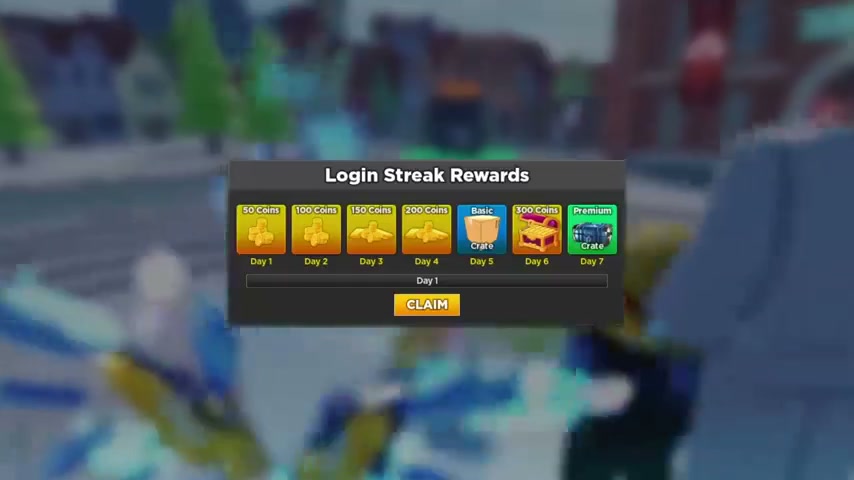 Login Streak Rewards
50 Coins 100 Coins 150 Coins 200 Coins Basic Crate 300 Coins Premium Crate
Day 1 Day 2 Day 3 Day 4 Day 5 Day 6 Day 7
Day 1
CLAIM